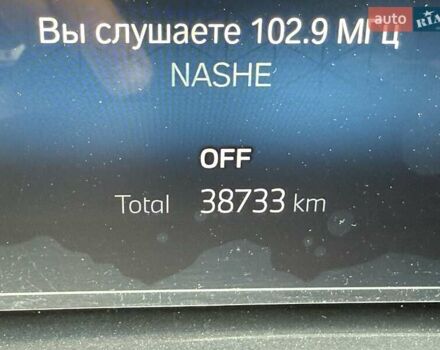 auto RIA
Вы слушаете 102.9 МГц
NASHE
OFF
Total 38733 km